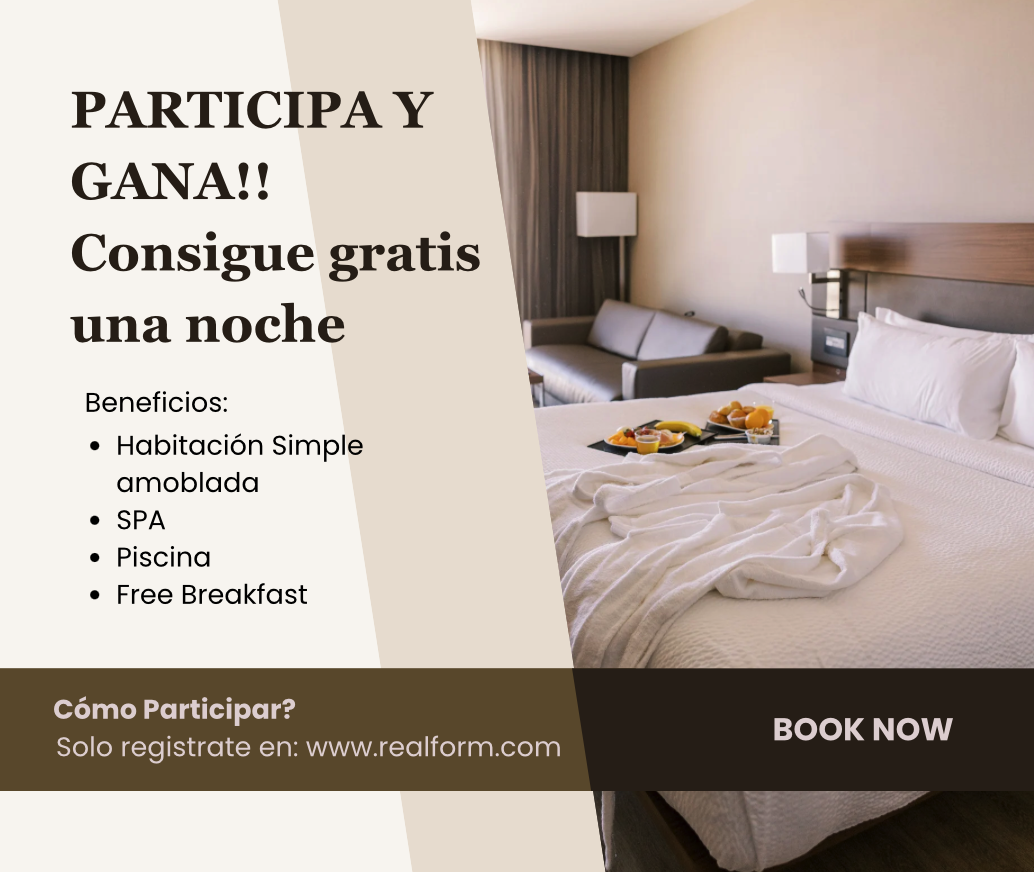 PARTICIPA Y
GANA!!
Consigue gratis
una noche
Beneficios:
• Habitación Simple
amoblada
• SPA
• Piscina
• Free Breakfast
Cómo Participar?
Solo registrate en: www.realform.com
BOOK NOW